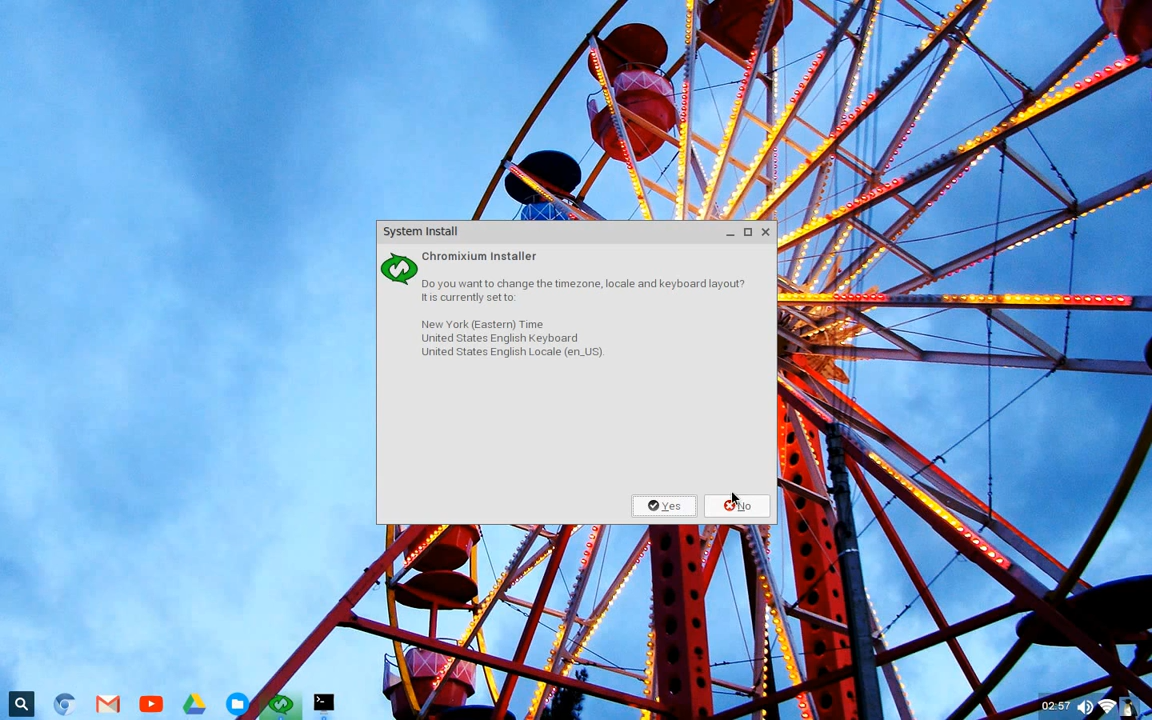 System Install
Chromixium Installer
Do you want to change the timezone, locale and keyboard layout?
It is currently set to:
New York (Eastern) Time
United States English Keyboard
United States English Locale (en_US).
Yes
No
02:57